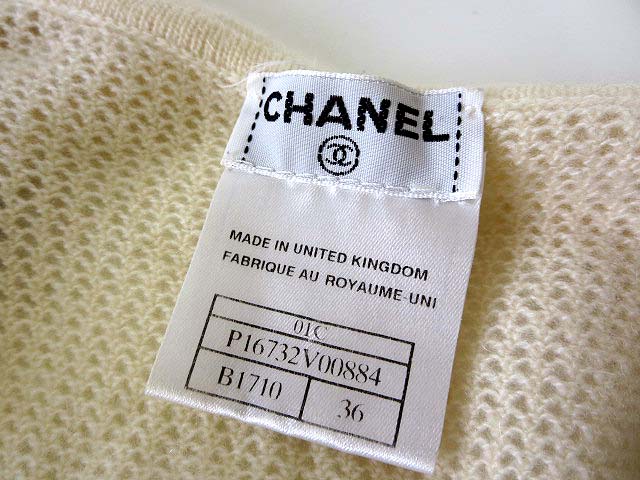 CHANEL
MADE IN UNITED KINGDOM
FABRIQUE AU ROYAUME-UNI
01C
P16732V00884
B1710 36